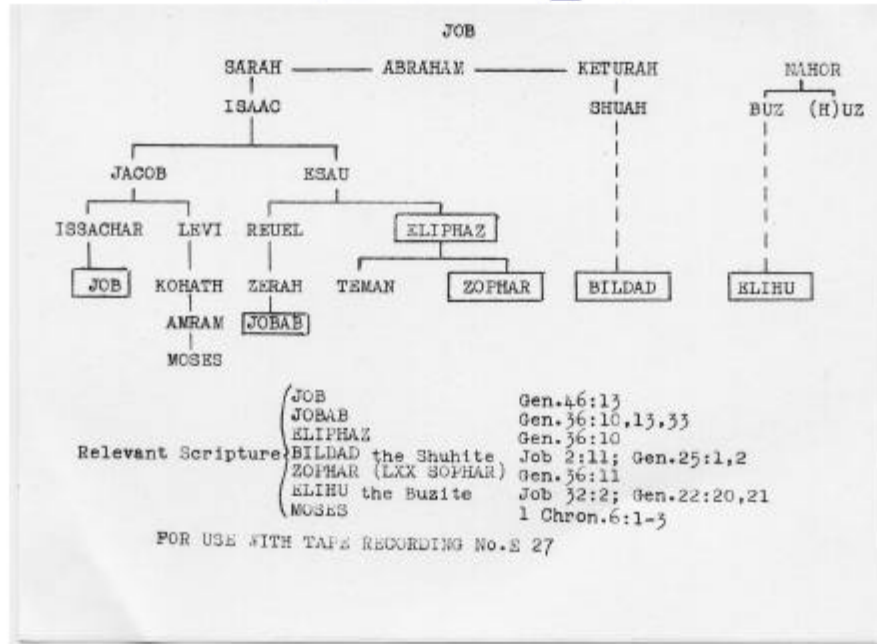 JOB
SARAH ABRAHAM KETURAH NAHOR
ISAAC SHUAH BUZ (H)UZ
JACOB ESAU
ISSACHAR LEVI REUEL ELIPHAZ
JOB KOHATH ZERAH TEMAN ZOPHAR BILDAD ELIHU
AMRAM JOBAB
MOSES
JOB Gen.46:13
JOBAB Gen.36:10,13,33
ELIPHAZ Gen.36:10
Relevant Scripture BILDAD the Shuhite Job 2:11; Gen.25:1,2
ZOPHAR (LXX SOPHAR) Gen.36:11
ELIHU the Buzite Job 32:2; Gen.22:20,21
MOSES 1 Chron.6:1-3
FOR USE WITH TAPE RECORDING No.E 27